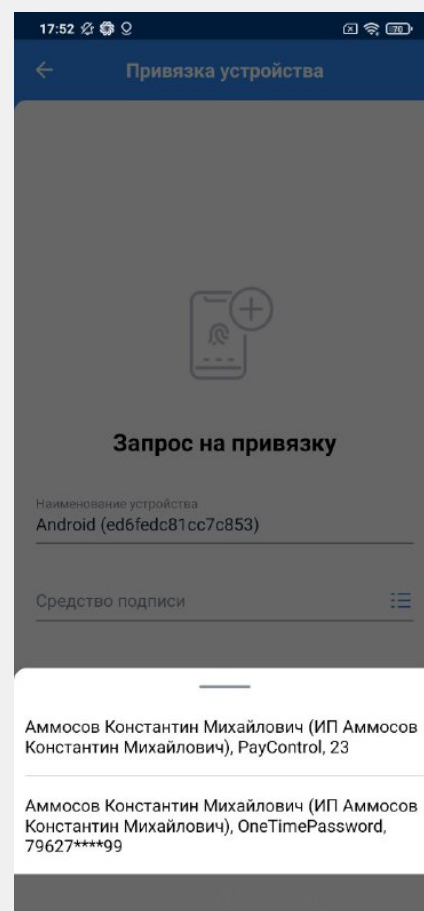 17:52
70
Привязка устройства
Запрос на привязку
Наименование устройства
Android (ed6fedc81cc7c853)
Средство подписи
Аммосов Константин Михайлович (ИП Аммосов
Константин Михайлович), PayControl, 23
Аммосов Константин Михайлович (ИП Аммосов
Константин Михайлович), OneTimePassword,
79627****99